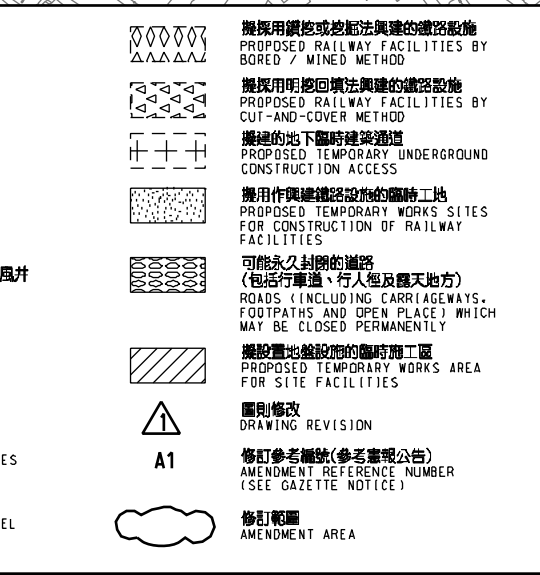 擬採用鑽挖或挖掘法興建的鐵路設施
PROPOSED RAILWAY FACILITIES BY
BORED / MINED METHOD
擬採用明挖回填法興建的鐵路設施
PROPOSED RAILWAY FACILITIES BY
CUT-AND-COVER METHOD
擬建的地下臨時建築通道
PROPOSED TEMPORARY UNDERGROUND
CONSTRUCTION ACCESS
擬用作興建鐵路設施的臨時工地
PROPOSED TEMPORARY WORKS SITES
FOR CONSTRUCTION OF RAILWAY
FACILITIES
風井
可能永久封閉的道路
(包括行車道、行人徑及露天地方)
ROADS (INCLUDING CARRIAGEWAYS,
FOOTPATHS AND OPEN PLACE) WHICH
MAY BE CLOSED PERMANENTLY
擬設置地盤設施的臨時施工區
PROPOSED TEMPORARY WORKS AREA
FOR SITE FACILITIES
1
圖則修改
DRAWING REVISION
ES
A1
修訂參考編號(參考憲報公告)
AMENDMENT REFERENCE NUMBER
(SEE GAZETTE NOTICE)
EL
修訂範圍
AMENDMENT AREA